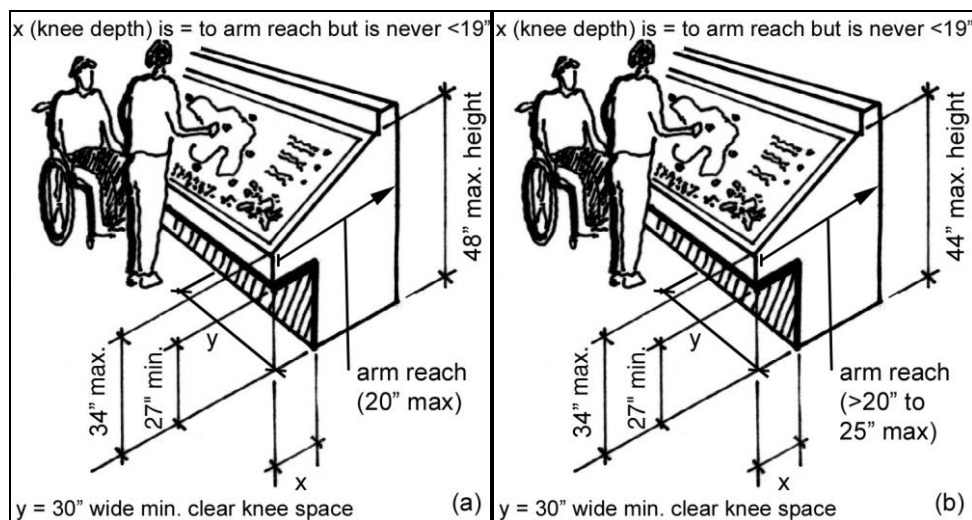 x (knee depth) is = to arm reach but is never <19”
48” max. height
y
34” max.
27" min.
arm reach
(20” max)
x
y = 30” wide min. clear knee space
(a)
x (knee depth) is = to arm reach but is never <19”
44” max. height
y
34” max.
27" min.
arm reach
(>20” to
25” max)
x
y = 30” wide min. clear knee space
(b)